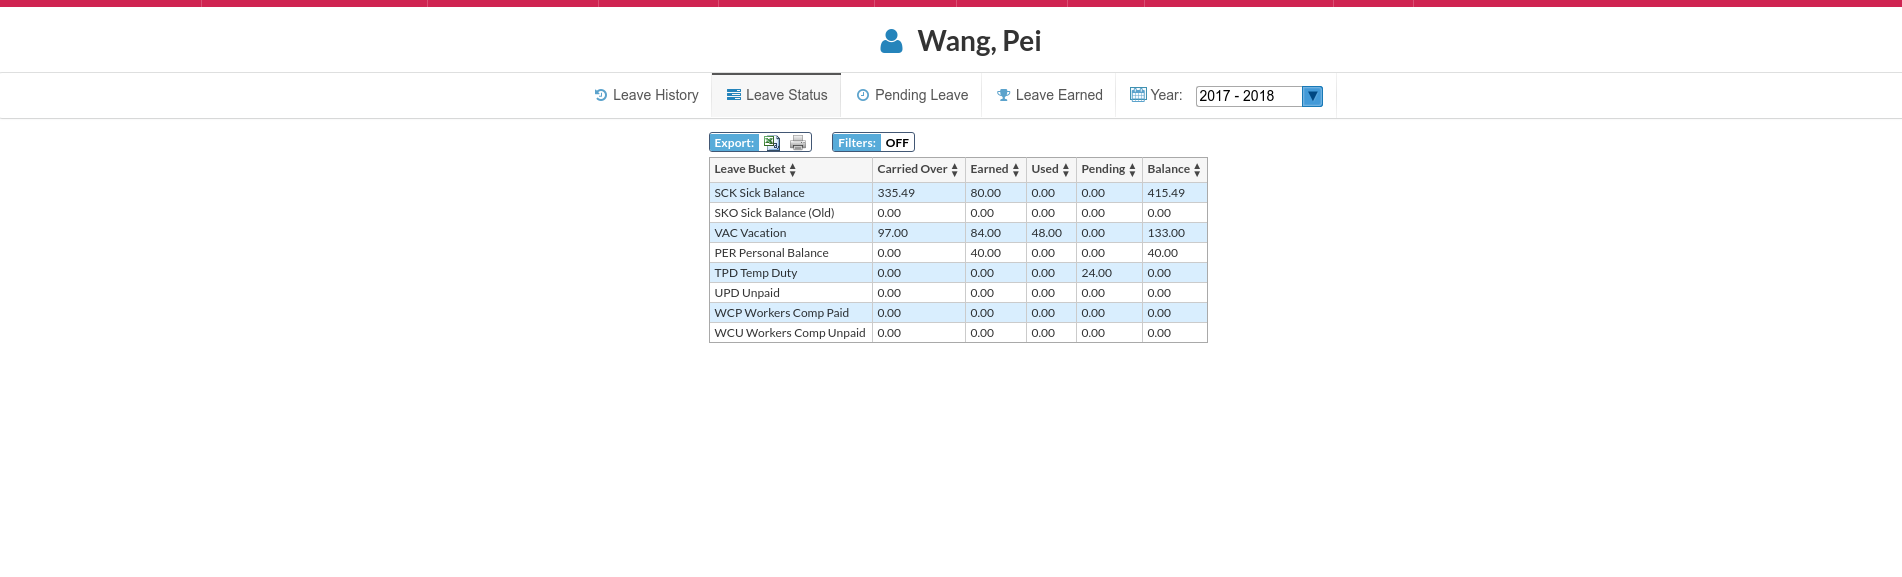 Wang, Pei
Leave History Leave Status Pending Leave Leave Earned Year: 2017 - 2018
Export: Filters: OFF
Leave Bucket Carried Over Earned Used Pending Balance
SCK Sick Balance 335.49 80.00 0.00 0.00 415.49
SKO Sick Balance (Old) 0.00 0.00 0.00 0.00 0.00
VAC Vacation 97.00 84.00 48.00 0.00 133.00
PER Personal Balance 0.00 40.00 0.00 0.00 40.00
TPD Temp Duty 0.00 0.00 0.00 24.00 0.00
UPD Unpaid 0.00 0.00 0.00 0.00 0.00
WCP Workers Comp Paid 0.00 0.00 0.00 0.00 0.00
WCU Workers Comp Unpaid 0.00 0.00 0.00 0.00 0.00